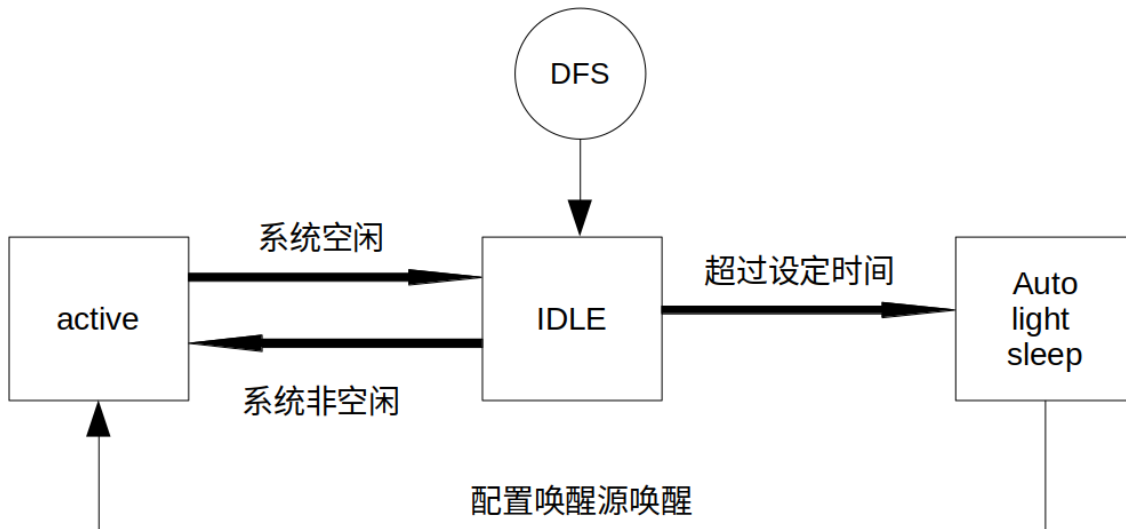 DFS
系统空闲
超过设定时间
active
IDLE
Auto
light
sleep
系统非空闲
配置唤醒源唤醒